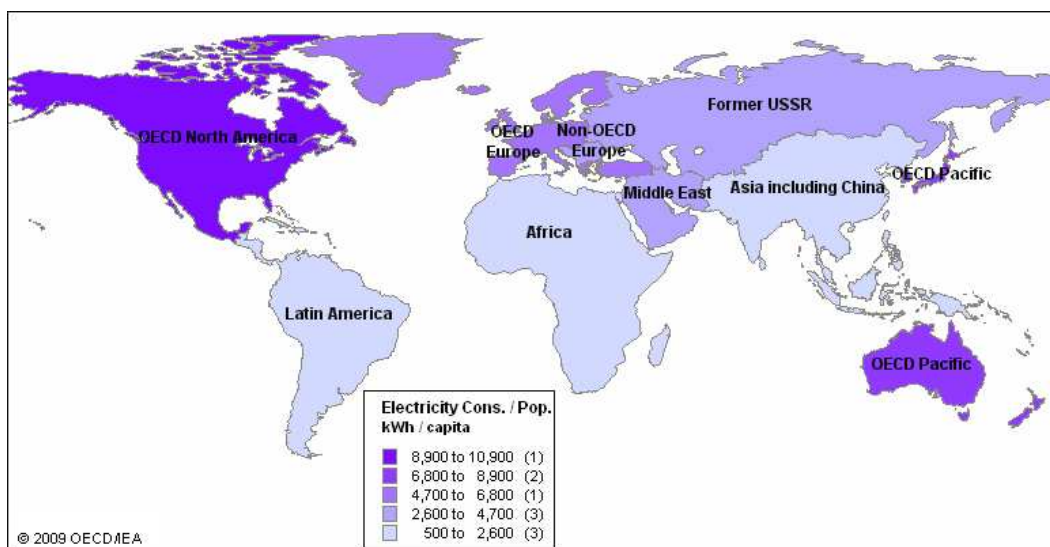 Former USSR
OECD North America
OECD
Europe
Non-OECD
Europe
OECD Pacific
Middle East
Asia including China
Africa
Latin America
OECD Pacific
Electricity Cons. / Pop.
kWh / capita
8,900 to 10,900 (1)
6,800 to 8,900 (2)
4,700 to 6,800 (1)
2,600 to 4,700 (3)
500 to 2,600 (3)
© 2009 OECD/IEA